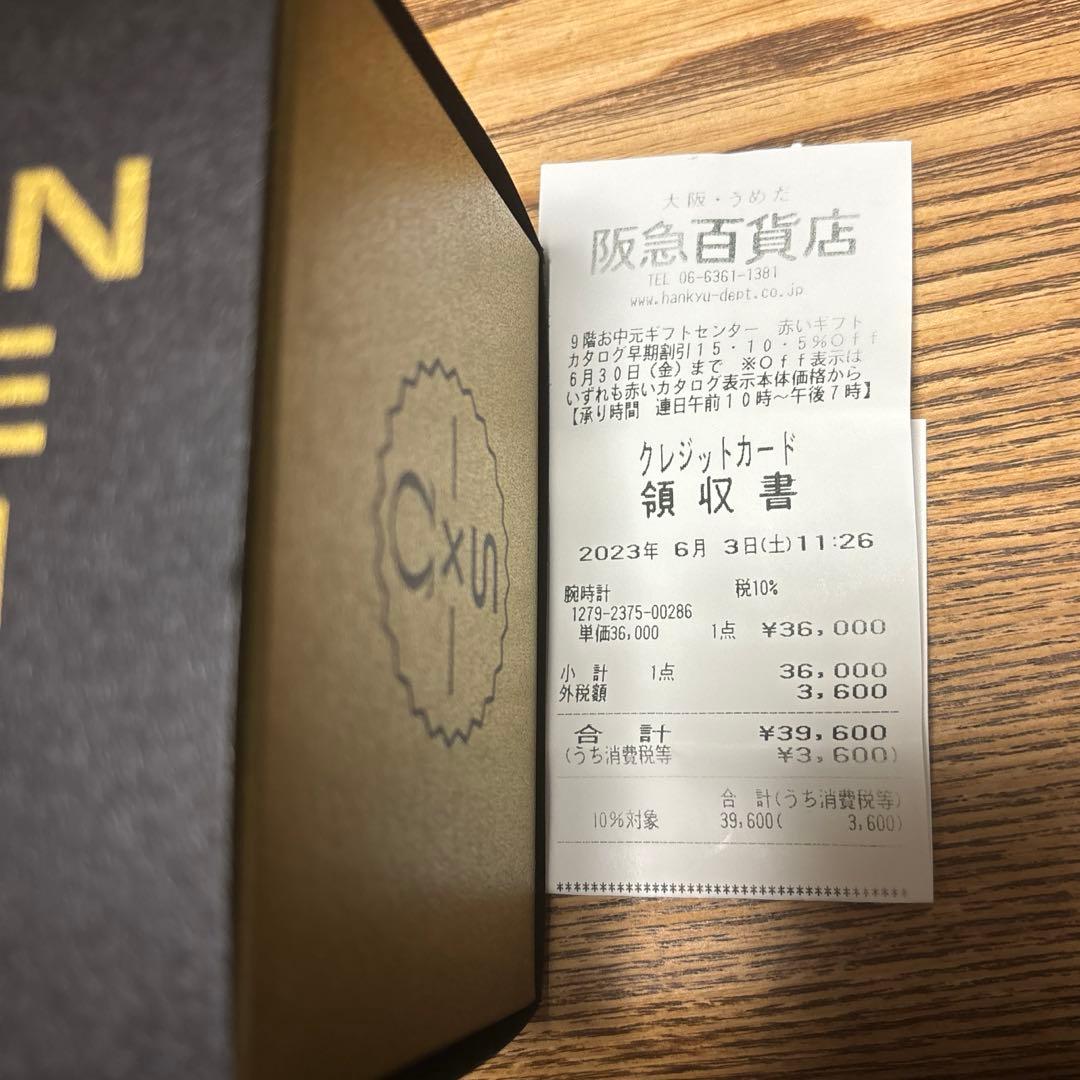 N
E
S
×
C
大阪・うめだ
阪急百貨店
TEL 06-6361-1381
www.hankyu-dept.co.jp
9階お中元ギフトセンター 赤いギフト
カタログ早期割引15・10・5%Off
6月30日(金)まで ※Off表示は
いずれも赤いカタログ表示本体価格から
【承り時間 連日午前10時～午後7時】
クレジットカード
領収書
2023年 6月 3日(土)11:26
腕時計 税10%
1279-2375-00286
単価36,000 1点 ¥36,000
小 計 1点 36,000
外税額 3,600
合 計 ¥39,600
(うち消費税等 ¥3,600)
合 計(うち消費税等)
10%対象 39,600( 3,600)
****************************************